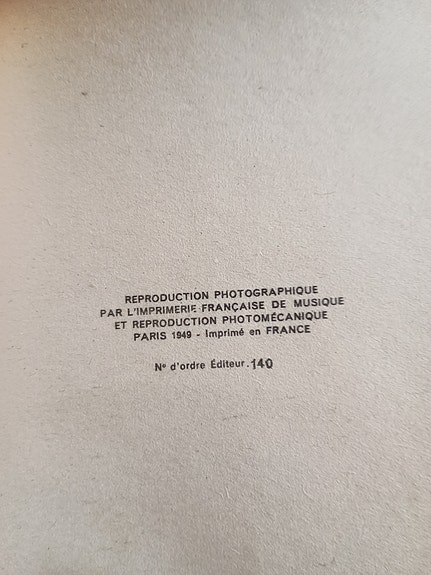 REPRODUCTION PHOTOGRAPHIQUE
PAR L'IMPRIMERIE FRANÇAISE DE MUSIQUE
ET REPRODUCTION PHOTOMÉCANIQUE
PARIS 1949 - Imprimé en FRANCE
Nº d'ordre Éditeur.140